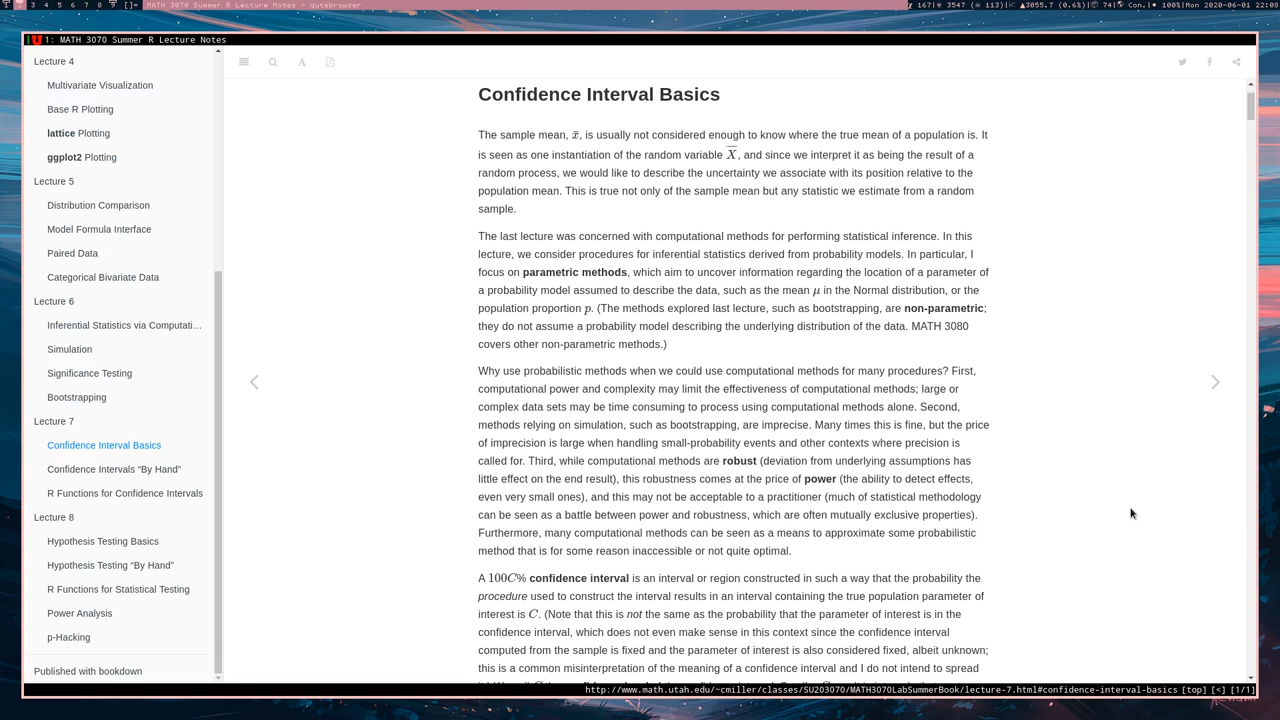 1 2 3 4 5 6 7 8 []= MATH 3070 Summer R Lecture Notes - qutebrowser
167 3547 113 3055.7 (0.6%) 74 Con. 100% Mon 2020-06-01 22:08
1: MATH 3070 Summer R Lecture Notes
Lecture 4
Multivariate Visualization
Base R Plotting
lattice Plotting
ggplot2 Plotting
Lecture 5
Distribution Comparison
Model Formula Interface
Paired Data
Categorical Bivariate Data
Lecture 6
Inferential Statistics via Computati…
Simulation
Significance Testing
Bootstrapping
Lecture 7
Confidence Interval Basics
Confidence Intervals “By Hand”
R Functions for Confidence Intervals
Lecture 8
Hypothesis Testing Basics
Hypothesis Testing “By Hand”
R Functions for Statistical Testing
Power Analysis
p-Hacking
Published with bookdown
Confidence Interval Basics
The sample mean, x̄, is usually not considered enough to know where the true mean of a population is. It
is seen as one instantiation of the random variable X̅, and since we interpret it as being the result of a
random process, we would like to describe the uncertainty we associate with its position relative to the
population mean. This is true not only of the sample mean but any statistic we estimate from a random
sample.
The last lecture was concerned with computational methods for performing statistical inference. In this
lecture, we consider procedures for inferential statistics derived from probability models. In particular, I
focus on parametric methods, which aim to uncover information regarding the location of a parameter of
a probability model assumed to describe the data, such as the mean μ in the Normal distribution, or the
population proportion p. (The methods explored last lecture, such as bootstrapping, are non-parametric;
they do not assume a probability model describing the underlying distribution of the data. MATH 3080
covers other non-parametric methods.)
Why use probabilistic methods when we could use computational methods for many procedures? First,
computational power and complexity may limit the effectiveness of computational methods; large or
complex data sets may be time consuming to process using computational methods alone. Second,
methods relying on simulation, such as bootstrapping, are imprecise. Many times this is fine, but the price
of imprecision is large when handling small-probability events and other contexts where precision is
called for. Third, while computational methods are robust (deviation from underlying assumptions has
little effect on the end result), this robustness comes at the price of power (the ability to detect effects,
even very small ones), and this may not be acceptable to a practitioner (much of statistical methodology
can be seen as a battle between power and robustness, which are often mutually exclusive properties).
Furthermore, many computational methods can be seen as a means to approximate some probabilistic
method that is for some reason inaccessible or not quite optimal.
A 100C% confidence interval is an interval or region constructed in such a way that the probability the
procedure used to construct the interval results in an interval containing the true population parameter of
interest is C. (Note that this is not the same as the probability that the parameter of interest is in the
confidence interval, which does not even make sense in this context since the confidence interval
computed from the sample is fixed and the parameter of interest is also considered fixed, albeit unknown;
this is a common misinterpretation of the meaning of a confidence interval and I do not intend to spread
http://www.math.utah.edu/~cmiller/classes/SU203070/MATH3070LabSummerBook/lecture-7.html#confidence-interval-basics [top] [<] [1/1]